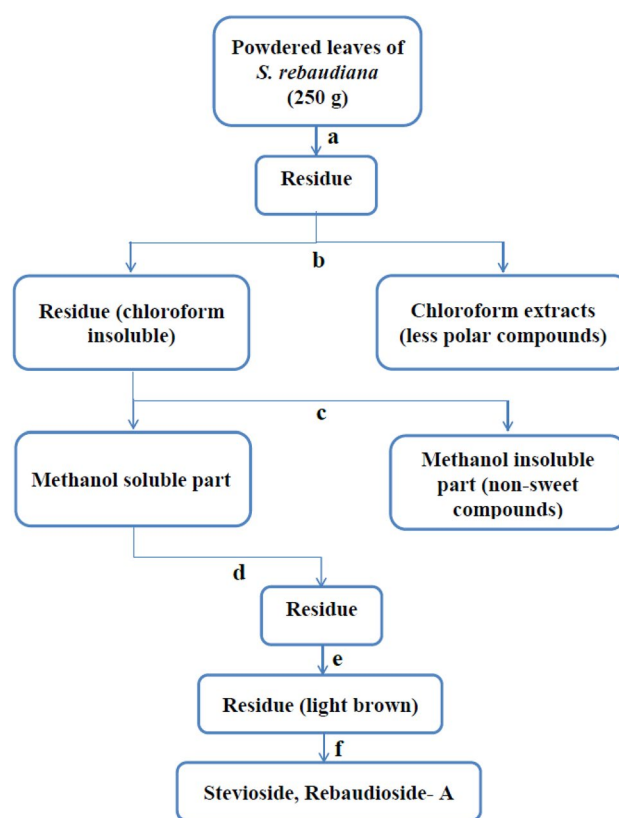 Powdered leaves of
S. rebaudiana
(250 g)
a
Residue
b
Residue (chloroform
insoluble)
Chloroform extracts
(less polar compounds)
c
Methanol soluble part
Methanol insoluble
part (non-sweet
compounds)
d
Residue
e
Residue (light brown)
f
Stevioside, Rebaudioside- A